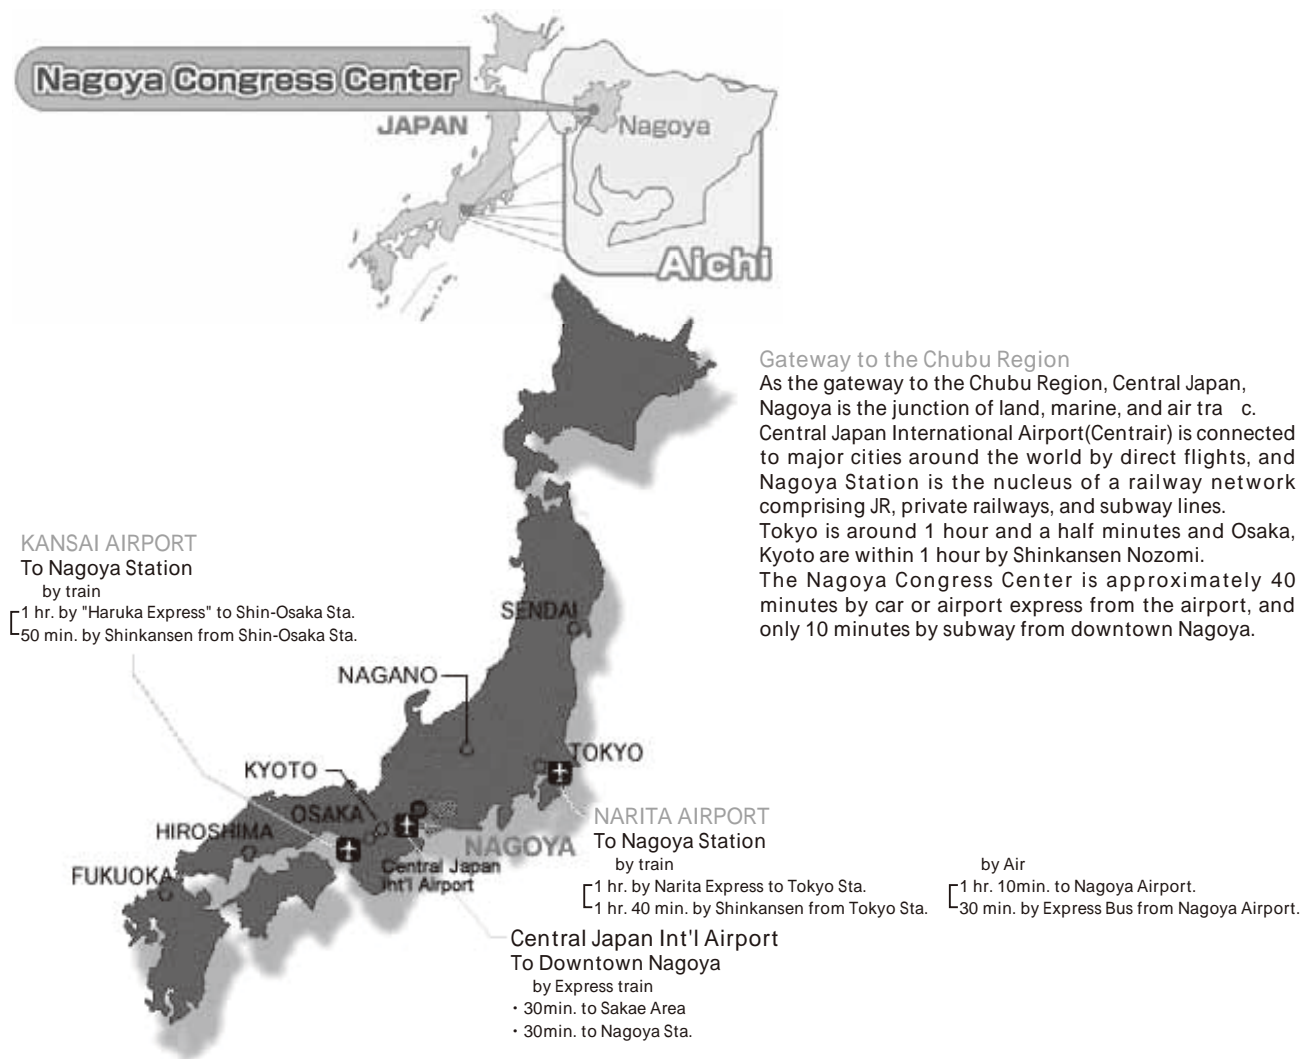 Nagoya Congress Center
JAPAN
Nagoya
Aichi
Gateway to the Chubu Region
As the gateway to the Chubu Region, Central Japan,
Nagoya is the junction of land, marine, and air tra c.
Central Japan International Airport(Centrair) is connected
to major cities around the world by direct flights, and
Nagoya Station is the nucleus of a railway network
comprising JR, private railways, and subway lines.
Tokyo is around 1 hour and a half minutes and Osaka,
Kyoto are within 1 hour by Shinkansen Nozomi.
The Nagoya Congress Center is approximately 40
minutes by car or airport express from the airport, and
only 10 minutes by subway from downtown Nagoya.
KANSAI AIRPORT
To Nagoya Station
by train
1 hr. by "Haruka Express" to Shin-Osaka Sta.
50 min. by Shinkansen from Shin-Osaka Sta.
SENDAI
NAGANO
TOKYO
KYOTO
OSAKA
HIROSHIMA
NAGOYA
FUKUOKA
Central Japan
Int'l Airport
NARITA AIRPORT
To Nagoya Station
by train
1 hr. by Narita Express to Tokyo Sta.
1 hr. 40 min. by Shinkansen from Tokyo Sta.
by Air
1 hr. 10min. to Nagoya Airport.
30 min. by Express Bus from Nagoya Airport.
Central Japan Int'l Airport
To Downtown Nagoya
by Express train
・30min. to Sakae Area
・30min. to Nagoya Sta.